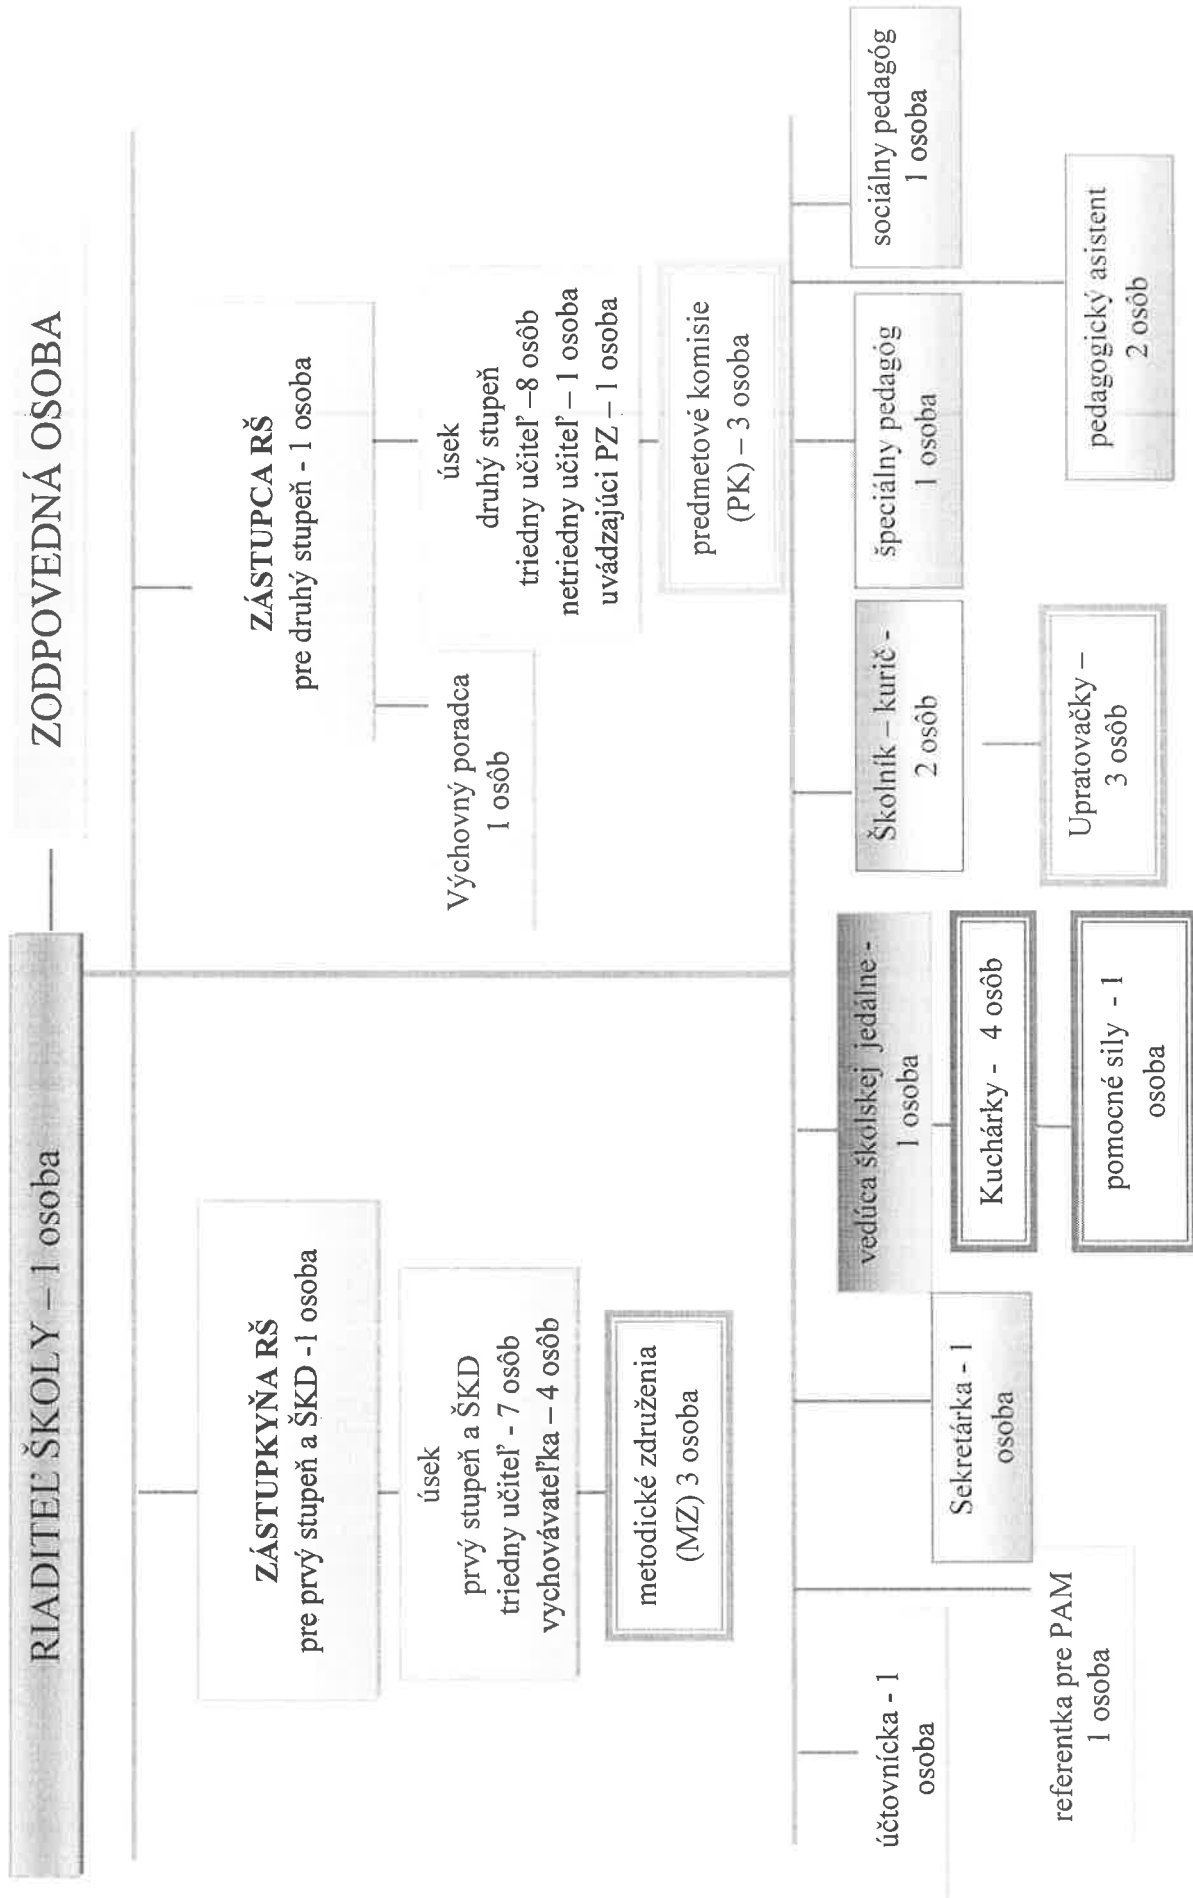 RIADITEĽ ŠKOLY – 1 osoba
ZODPOVEDNÁ OSOBA
ZÁSTUPKYŇA RŠ
pre prvý stupeň a ŠKD -1 osoba
ZÁSTUPCA RŠ
pre druhý stupeň - 1 osoba
úsek
prvý stupeň a ŠKD
triedny učiteľ - 7 osôb
vychovávateľka – 4 osôb
metodické združenia
(MZ) 3 osoba
Výchovný poradca
1 osôb
úsek
druhý stupeň
triedny učiteľ –8 osôb
netriedny učiteľ – 1 osoba
uvádzajúci PZ – 1 osoba
predmetové komisie
(PK) – 3 osoba
účtovnícka - 1
osoba
referentka pre PAM
1 osoba
Sekretárka - 1
osoba
vedúca školskej jedálne -
1 osoba
Kuchárky - 4 osôb
pomocné sily - 1
osoba
Školník – kurič -
2 osôb
Upratovačky –
3 osôb
špeciálny pedagóg
1 osoba
sociálny pedagóg
1 osoba
pedagogický asistent
2 osôb